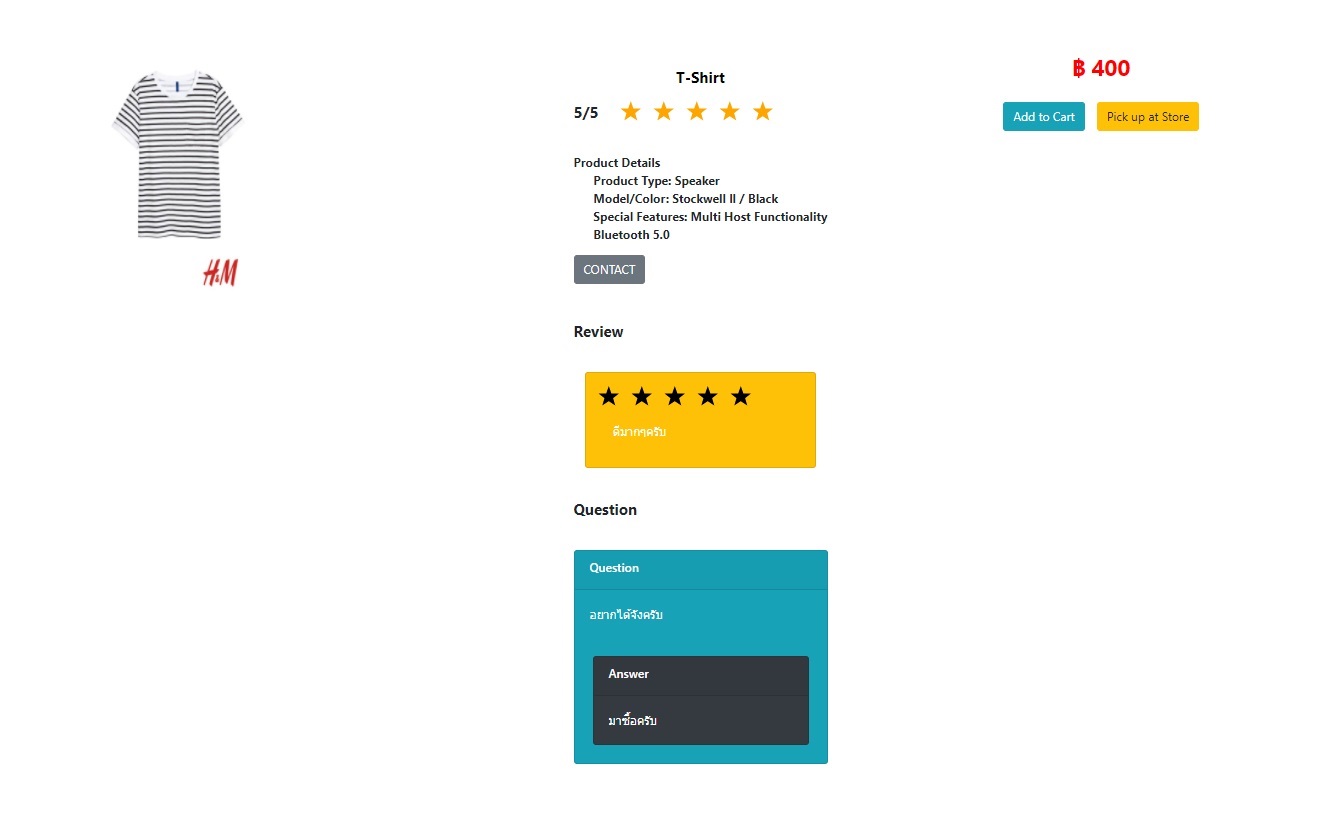 T-Shirt
5/5
฿ 400
Add to Cart
Pick up at Store
H&M
Product Details
Product Type: Speaker
Model/Color: Stockwell II / Black
Special Features: Multi Host Functionality
Bluetooth 5.0
CONTACT
Review
ดีมากๆครับ
Question
Question
อยากได้จังครับ
Answer
มาซื้อครับ